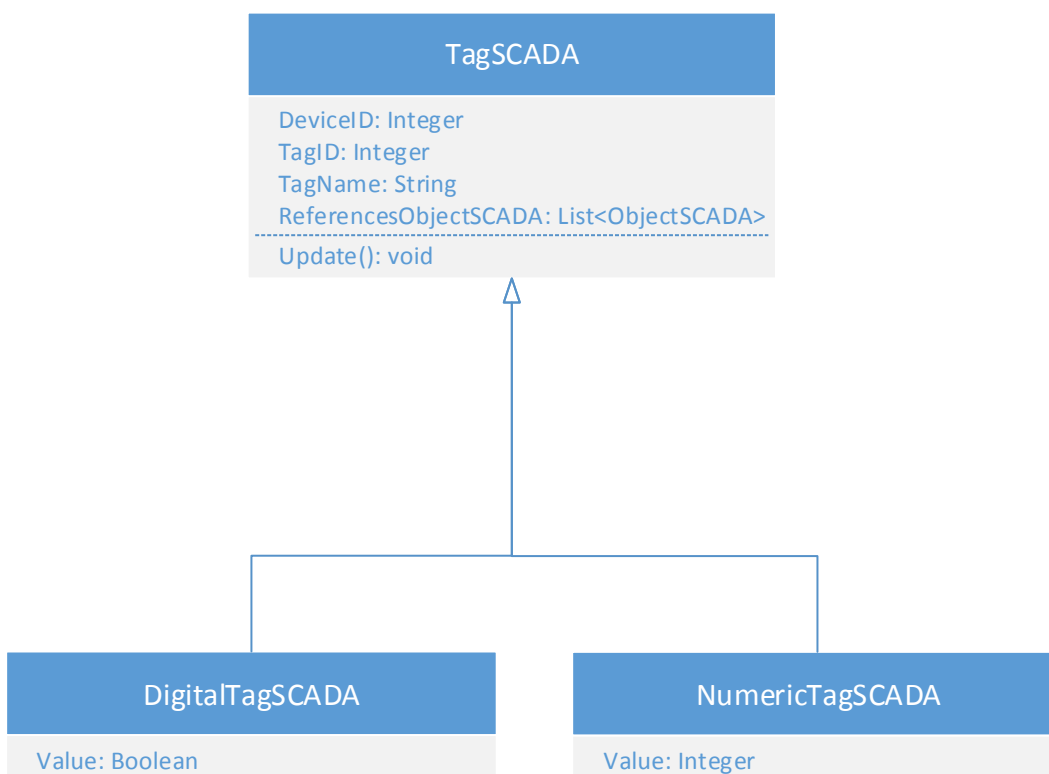 TagSCADA
DeviceID: Integer
TagID: Integer
TagName: String
ReferencesObjectSCADA: List<ObjectSCADA>
Update(): void
DigitalTagSCADA
Value: Boolean
NumericTagSCADA
Value: Integer